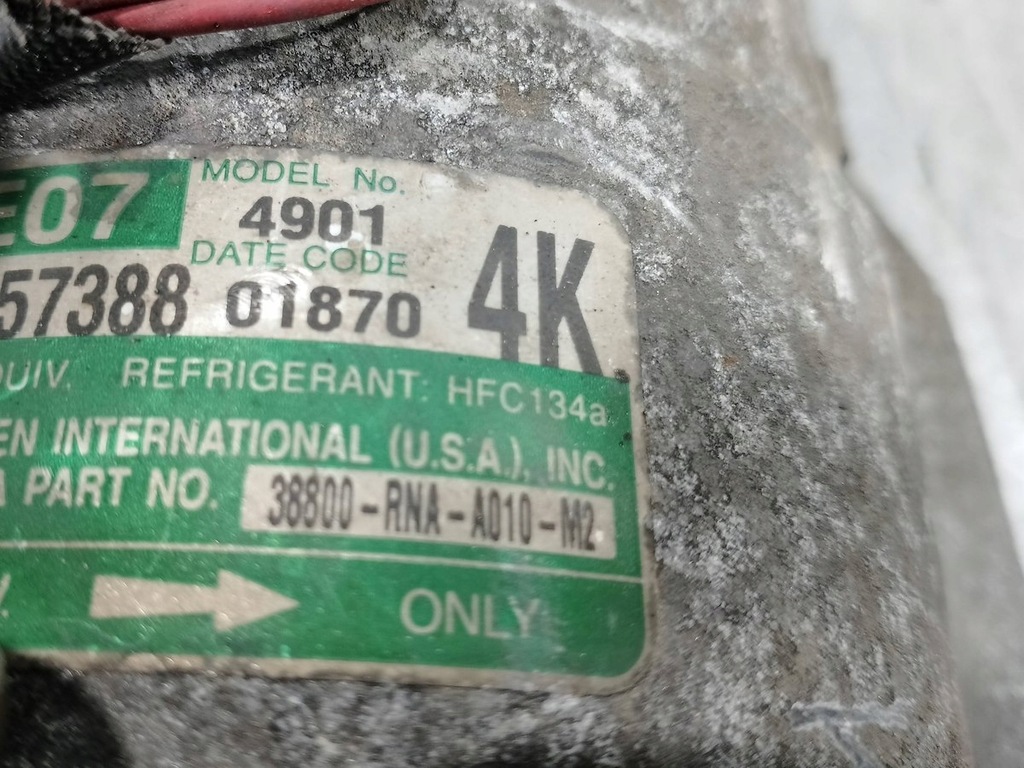 E07
MODEL No.
4901
DATE CODE
57388 01870 4K
QUIV. REFRIGERANT: HFC134a
EN INTERNATIONAL (U.S.A.), INC.
A PART NO. 38800-RNA-A010-M2
ONLY